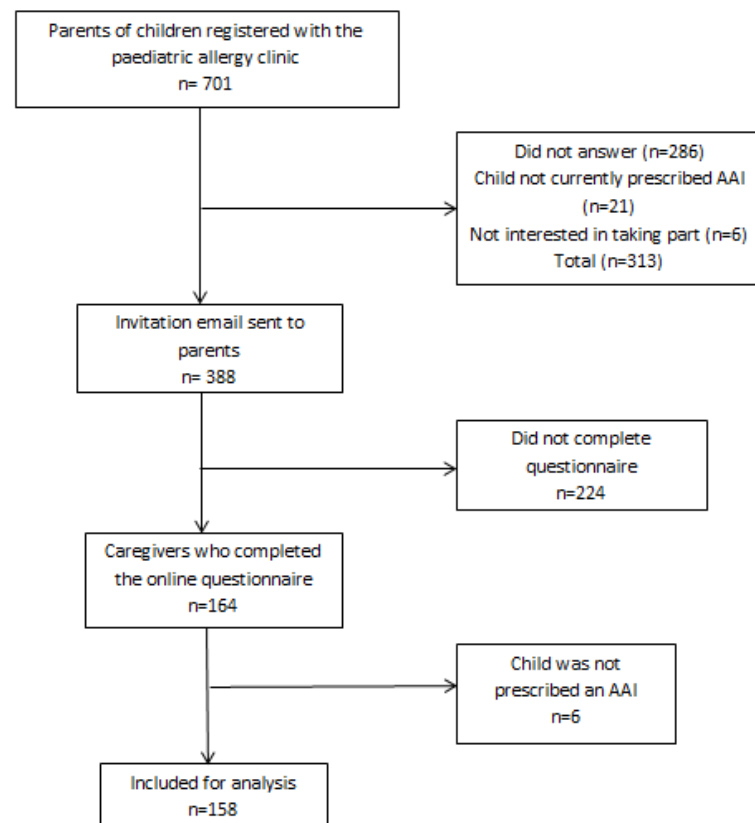 Parents of children registered with the
paediatric allergy clinic
n= 701
Did not answer (n=286)
Child not currently prescribed AAI
(n=21)
Not interested in taking part (n=6)
Total (n=313)
Invitation email sent to
parents
n= 388
Did not complete
questionnaire
n=224
Caregivers who completed
the online questionnaire
n=164
Child was not
prescribed an AAI
n=6
Included for analysis
n=158